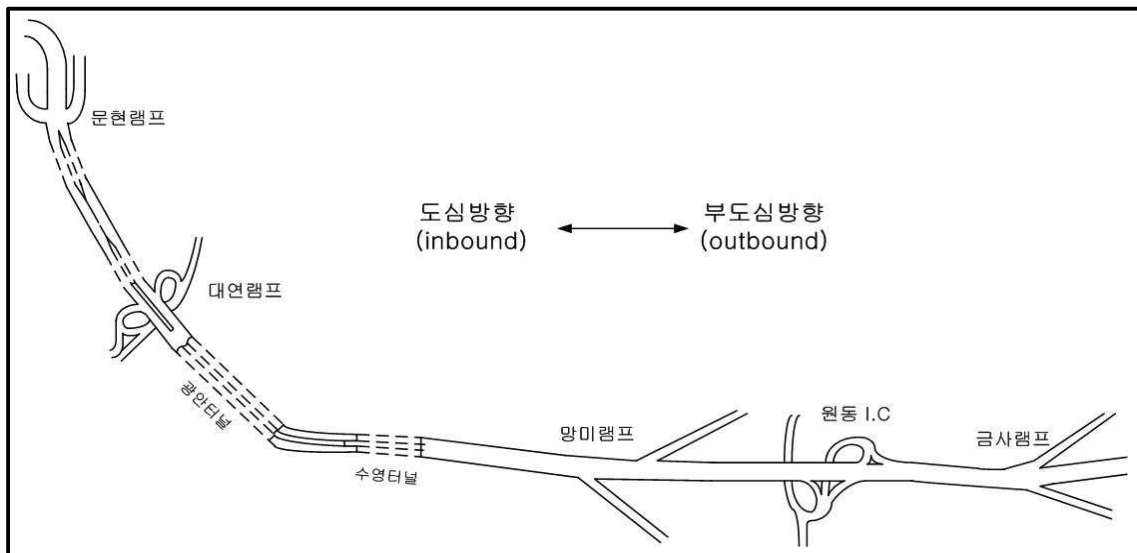 문현램프
도심방향
(inbound)
부도심방향
(outbound)
대연램프
광안터널
수영터널
망미램프
원동 I.C
금사램프